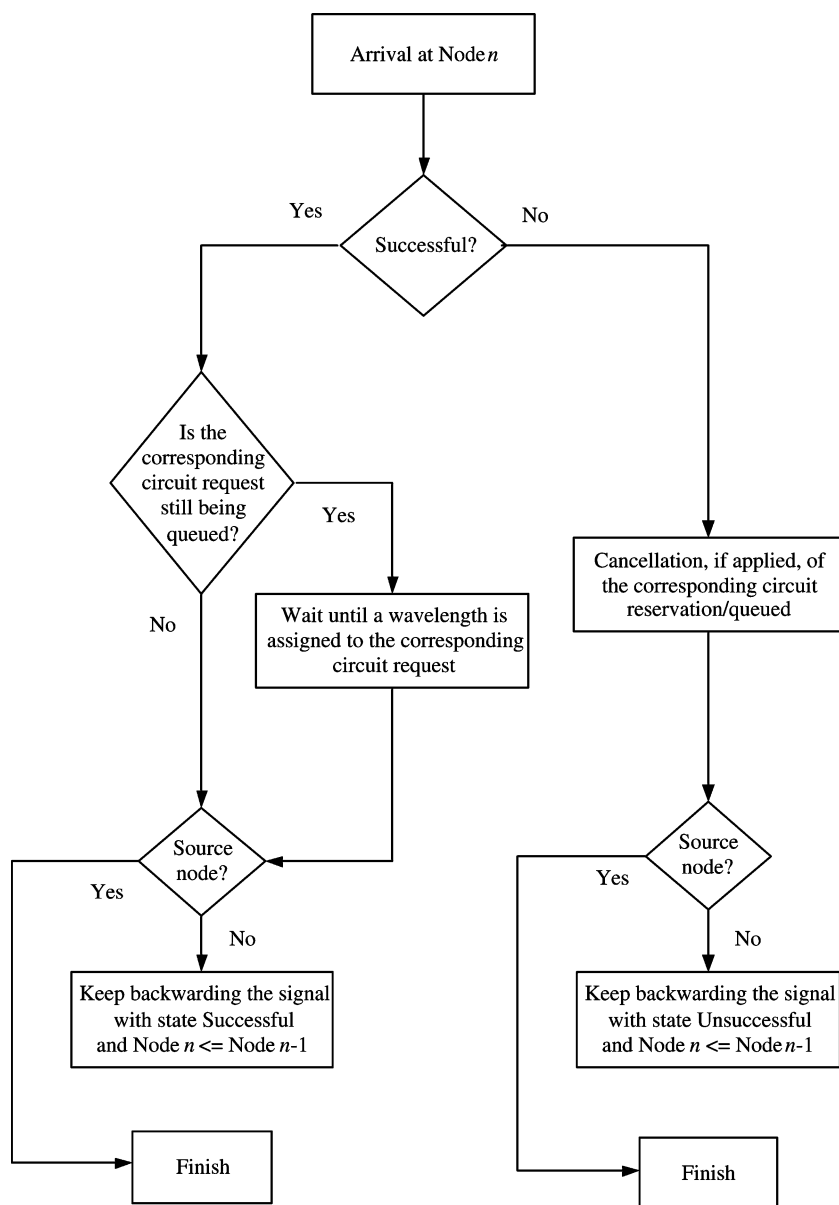 Arrival at Node n
Yes
No
Successful?
Is the
corresponding
circuit request
still being
queued?
Yes
No
Wait until a wavelength is
assigned to the corresponding
circuit request
Cancellation, if applied, of
the corresponding circuit
reservation/queued
Source
node?
Yes
No
Keep backwarding the signal
with state Successful
and Node n <= Node n-1
Finish
Source
node?
Yes
No
Keep backwarding the signal
with state Unsuccessful
and Node n <= Node n-1
Finish